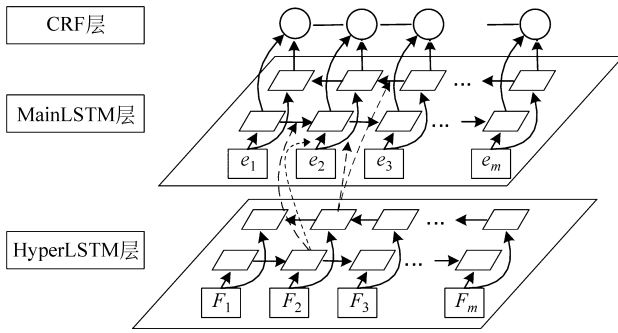 CRF层
MainLSTM层
...
...
e1 e2 e3 em
HyperLSTM层
...
...
F1 F2 F3 Fm